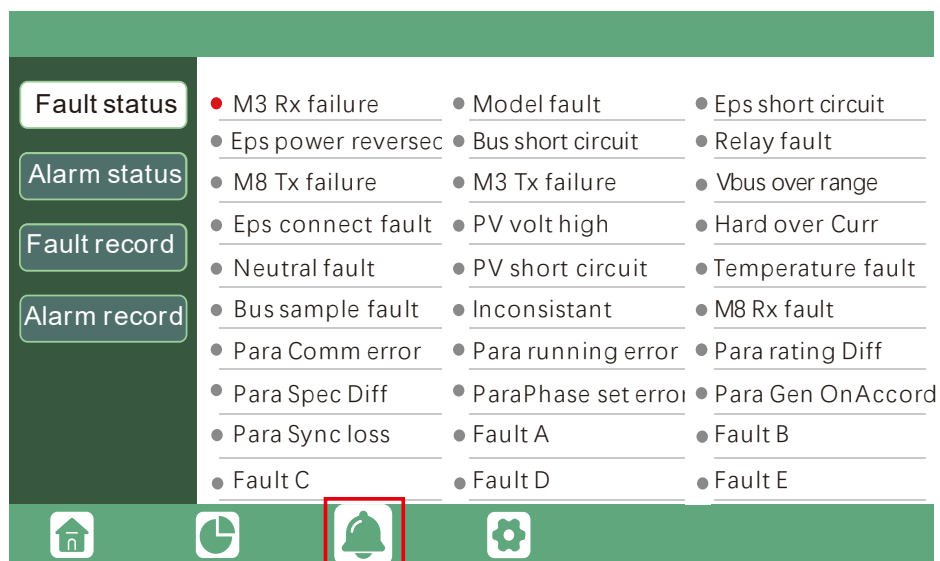 Fault status
Alarm status
Fault record
Alarm record
M3 Rx failure Model fault Eps short circuit
Eps power reversec Bus short circuit Relay fault
M8 Tx failure M3 Tx failure Vbus over range
Eps connect fault PV volt high Hard over Curr
Neutral fault PV short circuit Temperature fault
Bus sample fault Inconsistant M8 Rx fault
Para Comm error Para running error Para rating Diff
Para Spec Diff ParaPhase set error Para Gen OnAccord
Para Sync loss Fault A Fault B
Fault C Fault D Fault E